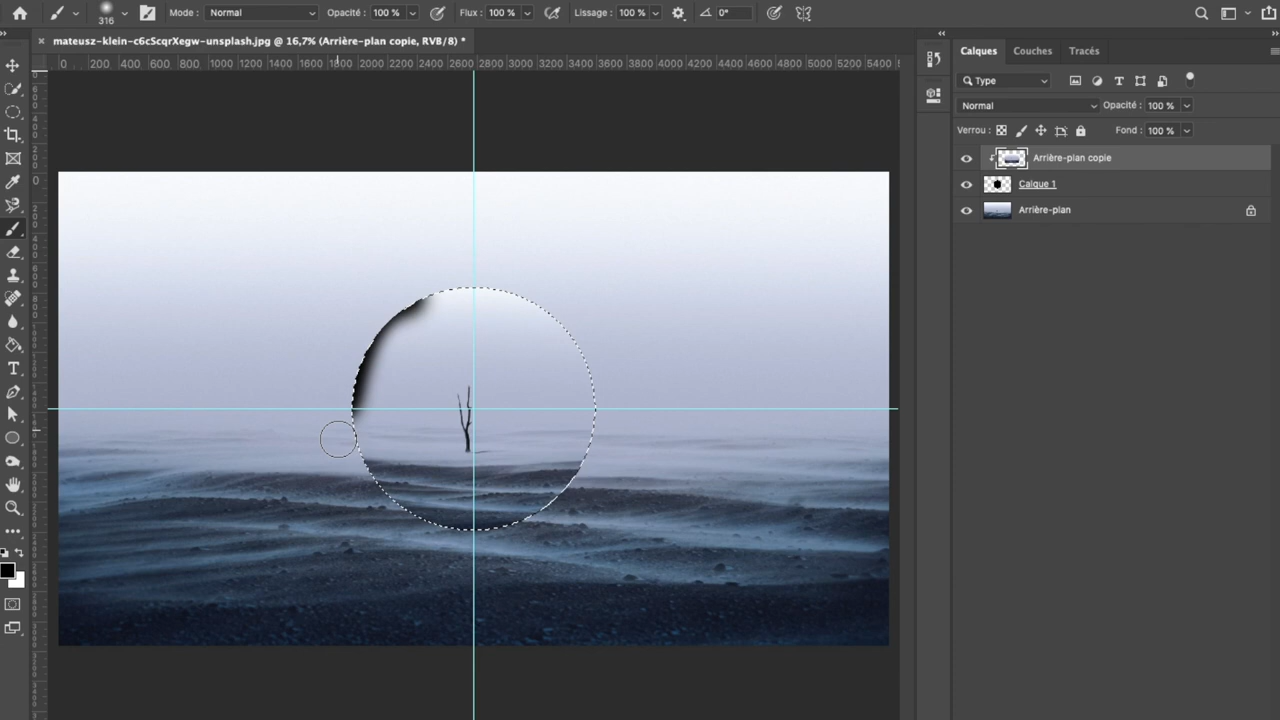 316
Mode : Normal
Opacité : 100 %
Flux : 100 %
Lissage : 100 %
0°
mateusz-klein-c6cScqrXegw-unsplash.jpg @ 16,7% (Arrière-plan copie, RVB/8) *
0 200 400 600 800 1000 1200 1400 1600 1800 2000 2200 2400 2600 2800 3000 3200 3400 3600 3800 4000 4200 4400 4600 4800 5000 5200 5400
Calques Couches Tracés
Type
Normal
Opacité : 100 %
Verrou :
Fond : 100 %
Arrière-plan copie
Calque 1
Arrière-plan